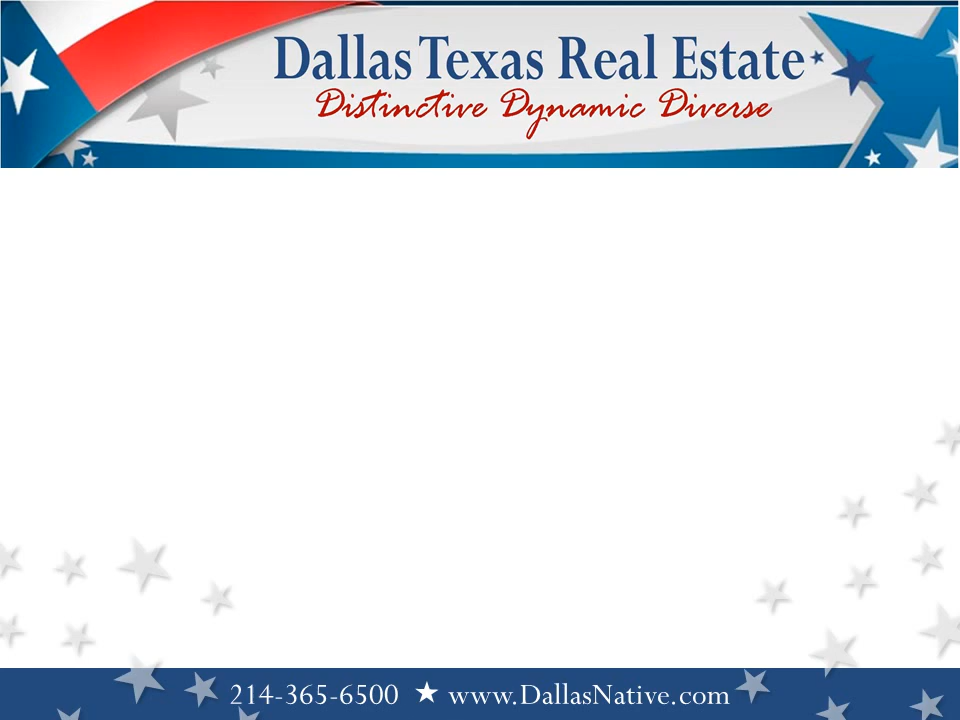 Dallas Texas Real Estate
Distinctive Dynamic Diverse
214-365-6500 ★ www.DallasNative.com